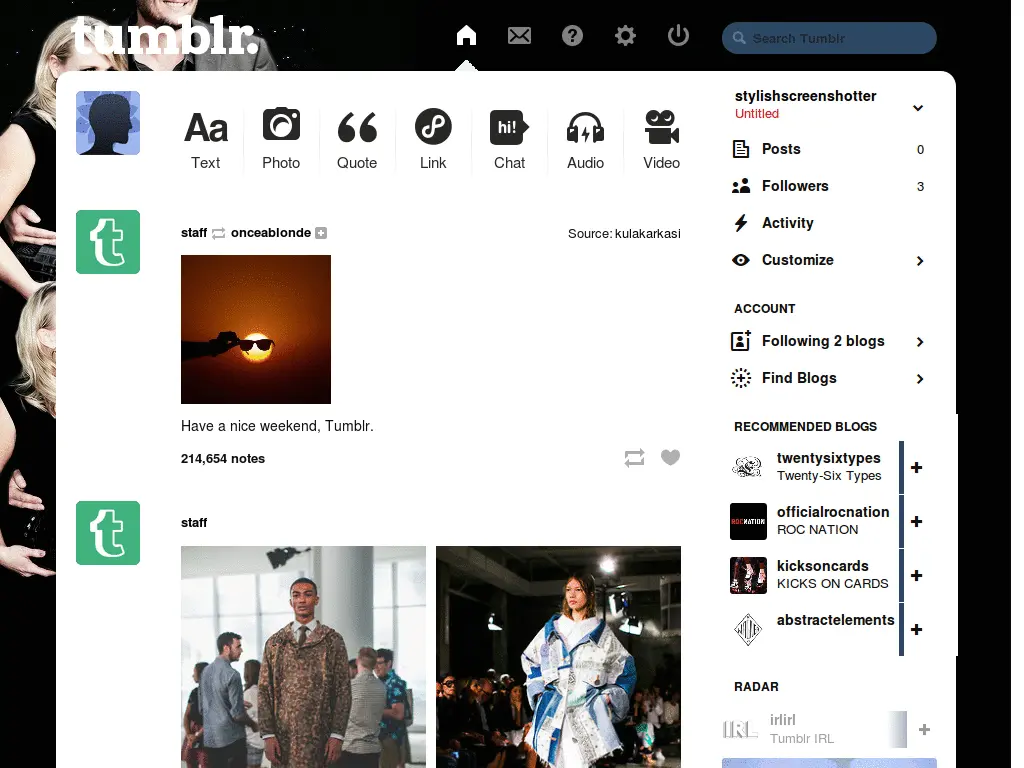 tumblr.
Search Tumblr
Aa
Text
Photo
Quote
Link
hi!
Chat
Audio
Video
staff onceablonde
Source: kulakarkasi
Have a nice weekend, Tumblr.
214,654 notes
staff
stylishscreenshotter
Untitled
Posts 0
Followers 3
Activity
Customize
ACCOUNT
Following 2 blogs
Find Blogs
RECOMMENDED BLOGS
twentysixtypes
Twenty-Six Types
ROCNATION
officialrocnation
ROC NATION
kicksoncards
KICKS ON CARDS
abstractelements
RADAR
IRL
irlirl
Tumblr IRL